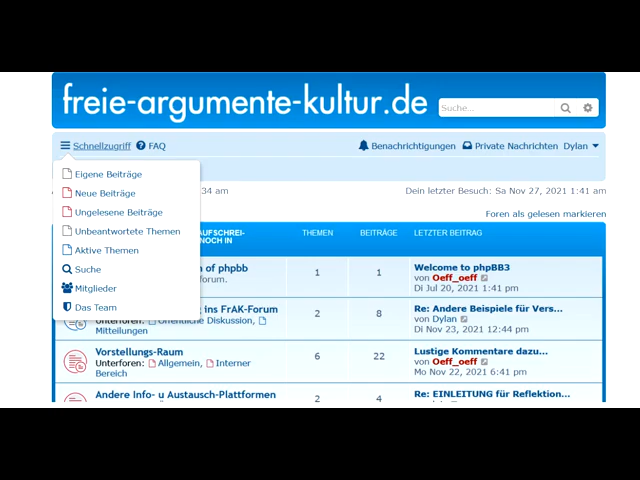 freie-argumente-kultur.de
Suche...
Schnellzugriff FAQ Benachrichtigungen Private Nachrichten Dylan
Eigene Beiträge
Neue Beiträge
Ungelesene Beiträge
Unbeantwortete Themen
Aktive Themen
Suche
Mitglieder
Das Team
34 am Dein letzter Besuch: Sa Nov 27, 2021 1:41 am
Foren als gelesen markieren
AUFSCHREI-
NOCH IN THEMEN BEITRÄGE LETZTER BEITRAG
n of phpbb
forum.
1 1 Welcome to phpBB3
von Oeff_oeff
Di Jul 20, 2021 1:41 pm
ins FrAK-Forum
Unterforen: Öffentliche Diskussion,
Mitteilungen
2 8 Re: Andere Beispiele für Vers...
von Dylan
Di Nov 23, 2021 12:44 pm
Vorstellungs-Raum
Unterforen: Allgemein, Interner
Bereich
6 22 Lustige Kommentare dazu...
von Oeff_oeff
Mo Nov 22, 2021 6:41 pm
Andere Info- u Austausch-Plattformen
2 4 Re: EINLEITUNG für Reflektion...